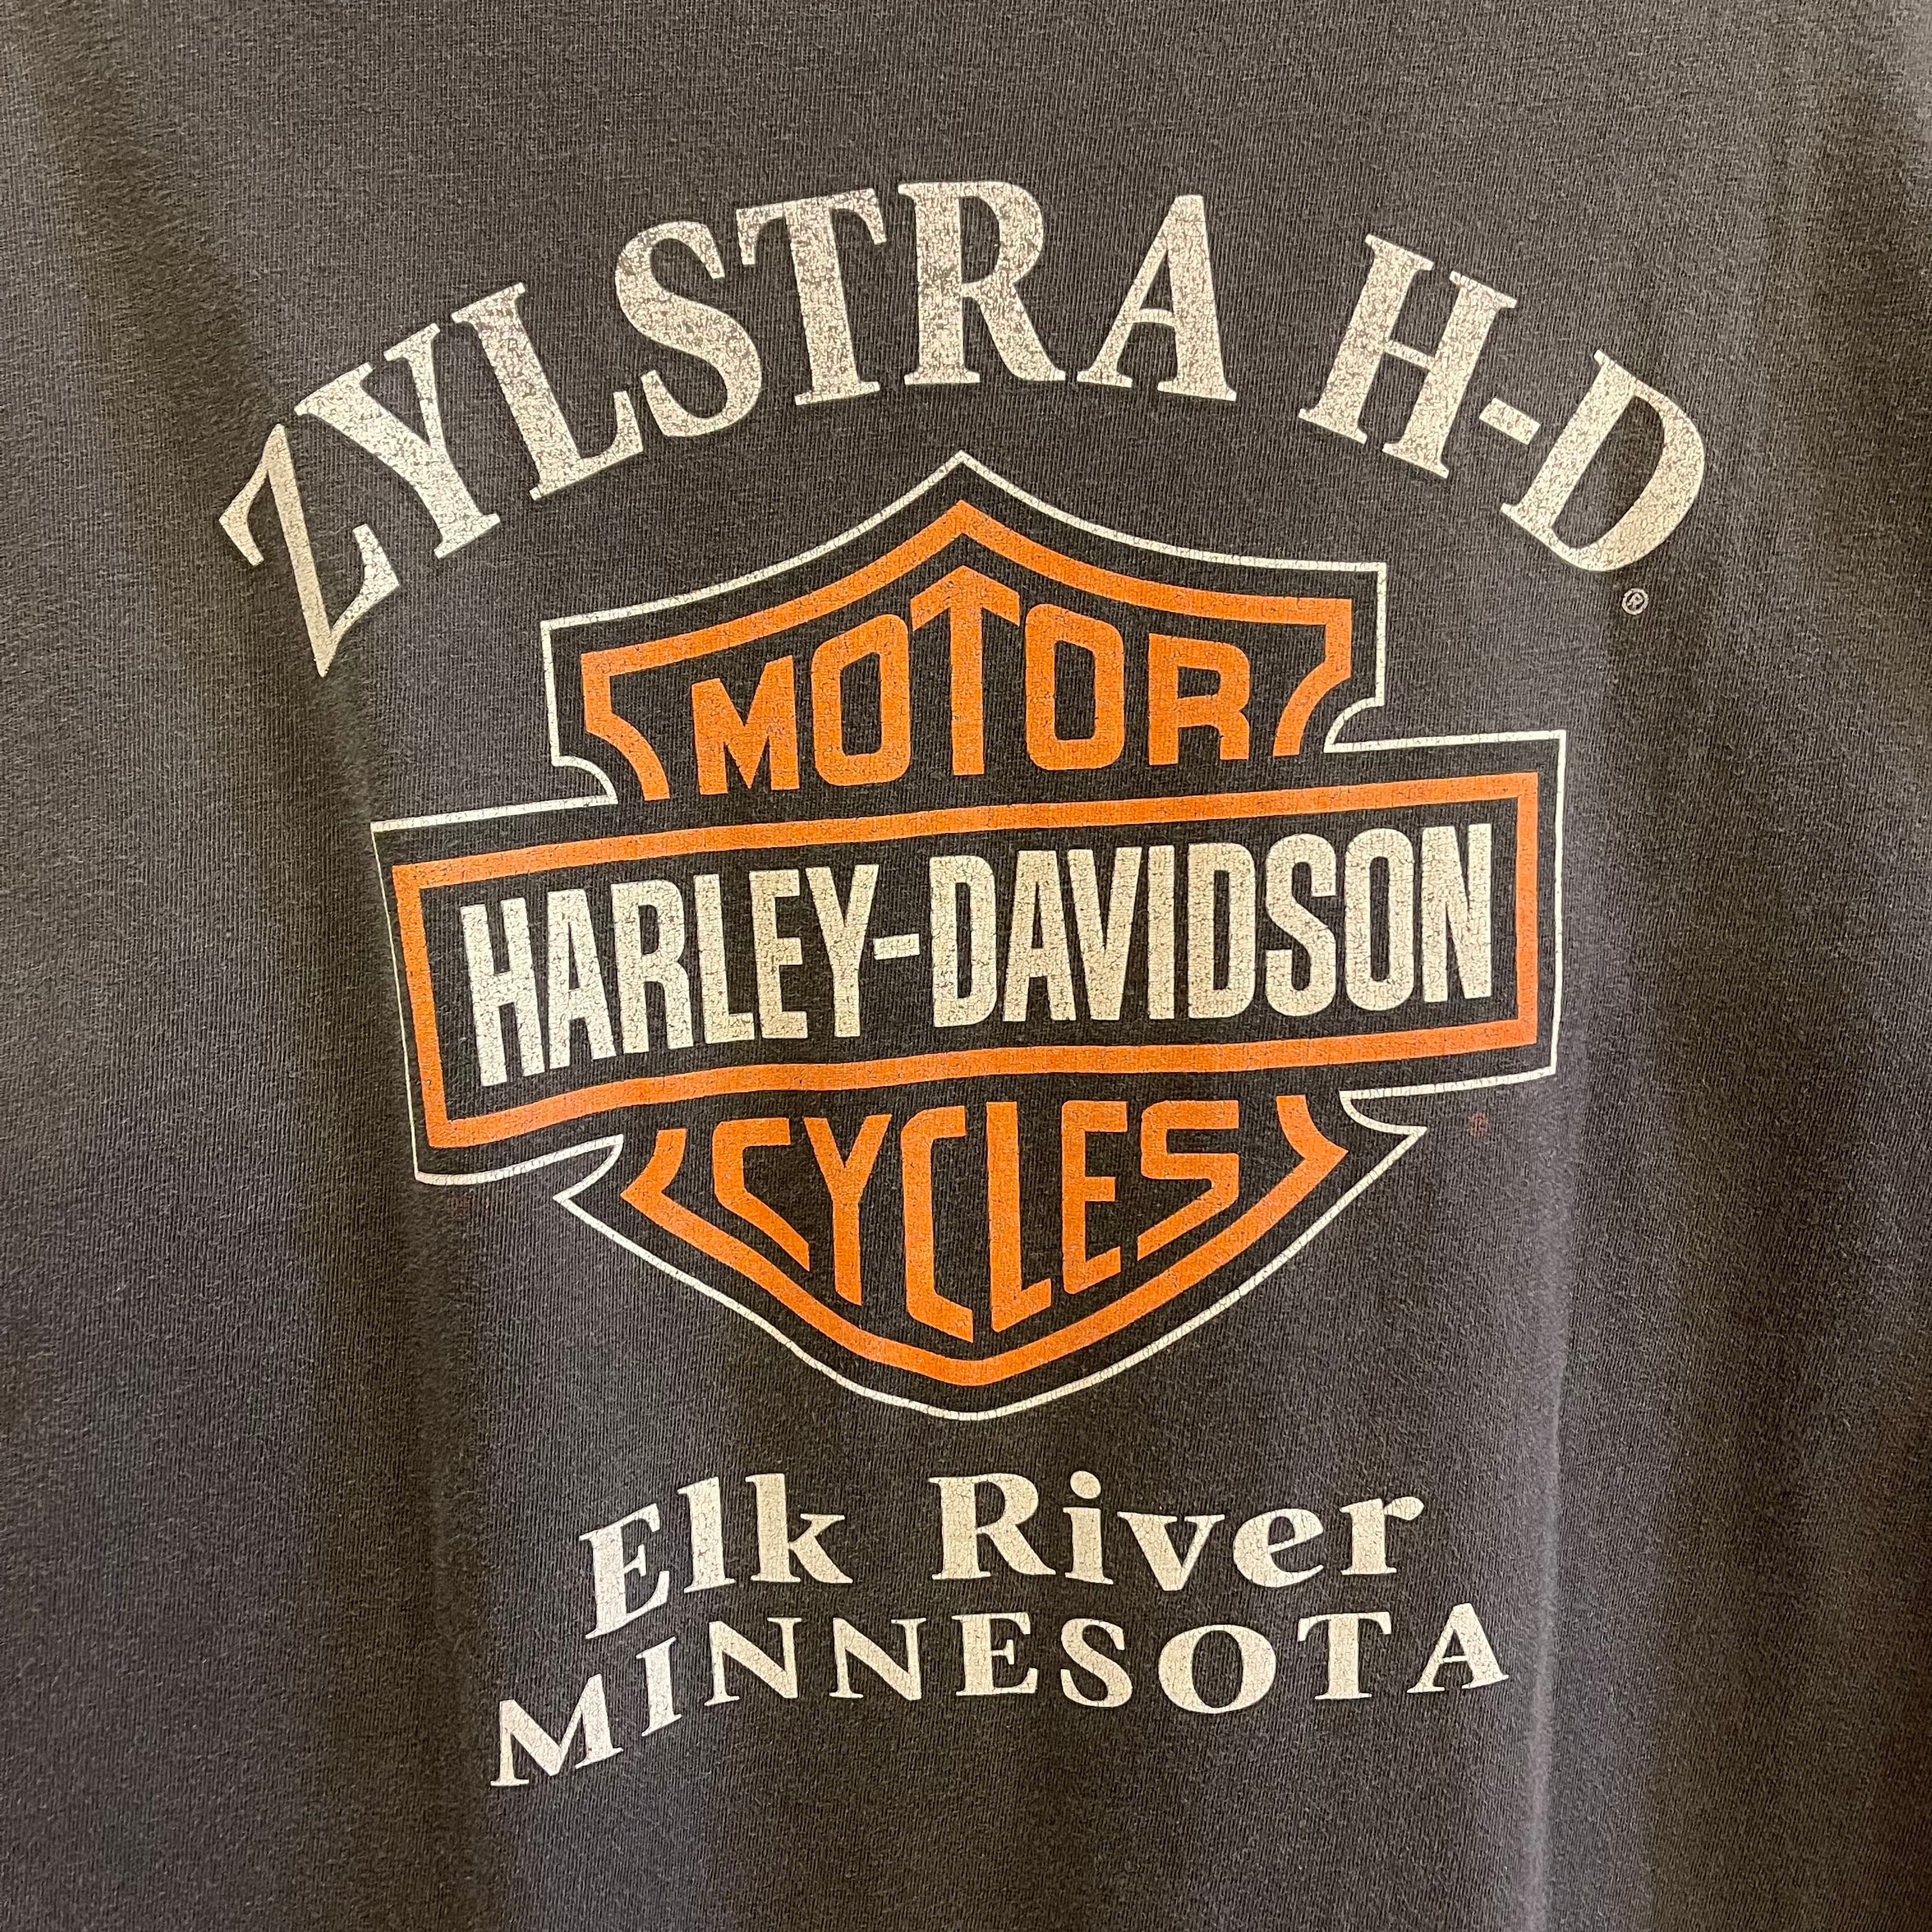 ZYLSTRA H-D
®
MOTOR
HARLEY-DAVIDSON
CYCLES
Elk River
MINNESOTA